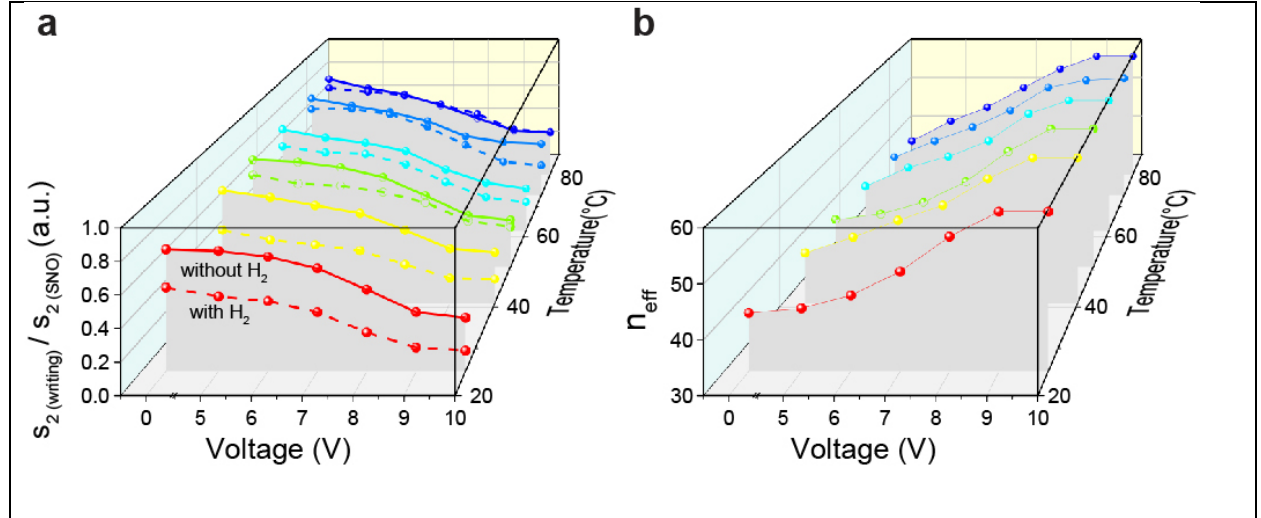 a
s2 (writing) / s2 (SNO) (a.u.)
1.0
0.8
0.6
0.4
0.2
0.0
without H2
with H2
0 5 6 7 8 9 10
Voltage (V)
20
40
60
80
Temperature(°C)
b
neff
60
50
40
30
0 5 6 7 8 9 10
Voltage (V)
20
40
60
80
Temperature(°C)